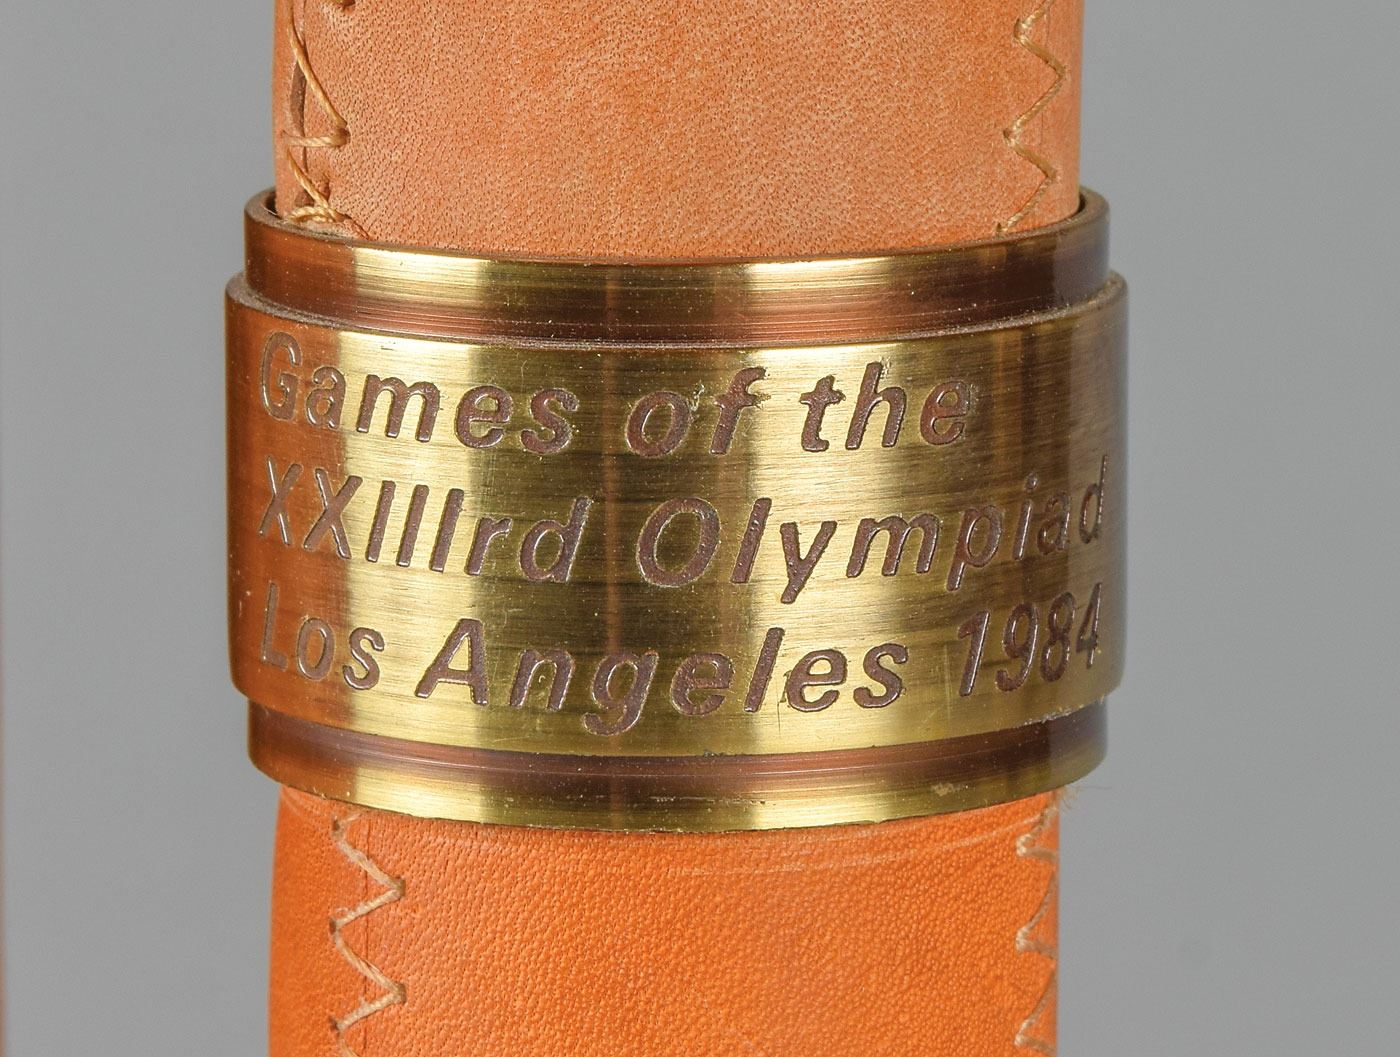 Games of the
XXIIIrd Olympiad
Los Angeles 1984